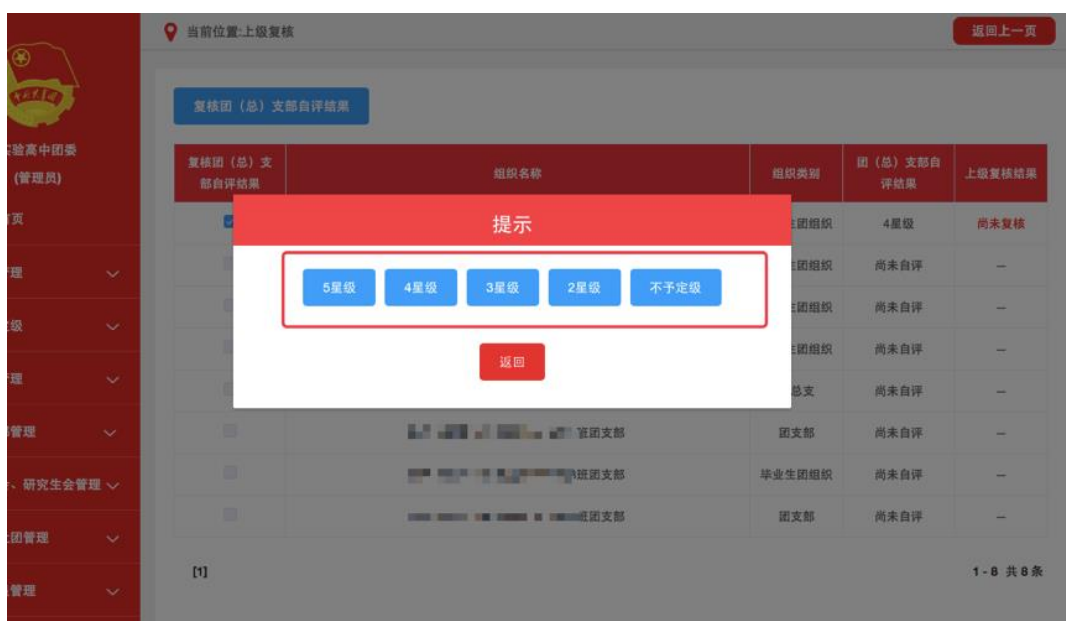 当前位置:上级复核
返回上一页
复核团（总）支部自评结果
实验高中团委
(管理员)
首页
管理
级
管理
管理
、研究生会管理
团管理
管理
复核团（总）支部自评结果 组织名称 组织类别 团（总）支部自评结果 上级复核结果
生团组织 4星级 尚未复核
生团组织 尚未自评 —
生团组织 尚未自评 —
生团组织 尚未自评 —
总支 尚未自评 —
班团支部 团支部 尚未自评 —
班团支部 毕业生团组织 尚未自评 —
班团支部 团支部 尚未自评 —
提示
5星级 4星级 3星级 2星级 不予定级
返回
[1]
1 - 8 共 8 条